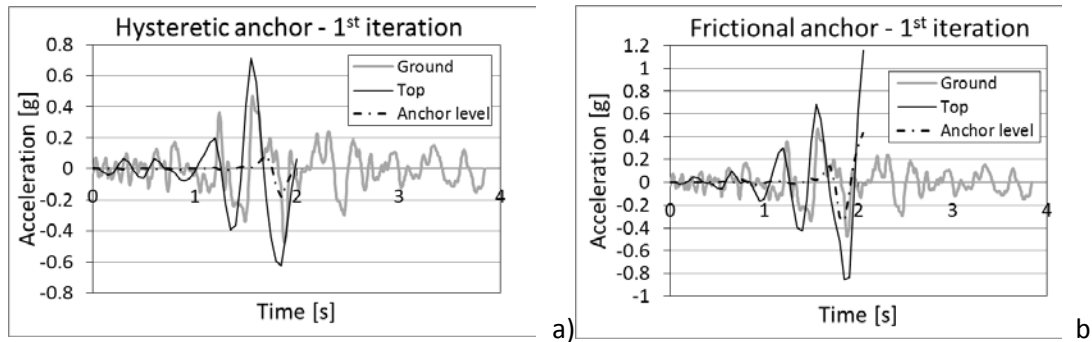 Hysteretic anchor - 1st iteration
0.8
0.6
0.4
0.2
0
-0.2
-0.4
-0.6
-0.8
Acceleration [g]
Ground
Top
Anchor level
0
1
2
3
4
Time [s]
a)
Frictional anchor - 1st iteration
1.2
1
0.8
0.6
0.4
0.2
0
-0.2
-0.4
-0.6
-0.8
-1
Acceleration [g]
Ground
Top
Anchor level
0
1
2
3
4
Time [s]
b